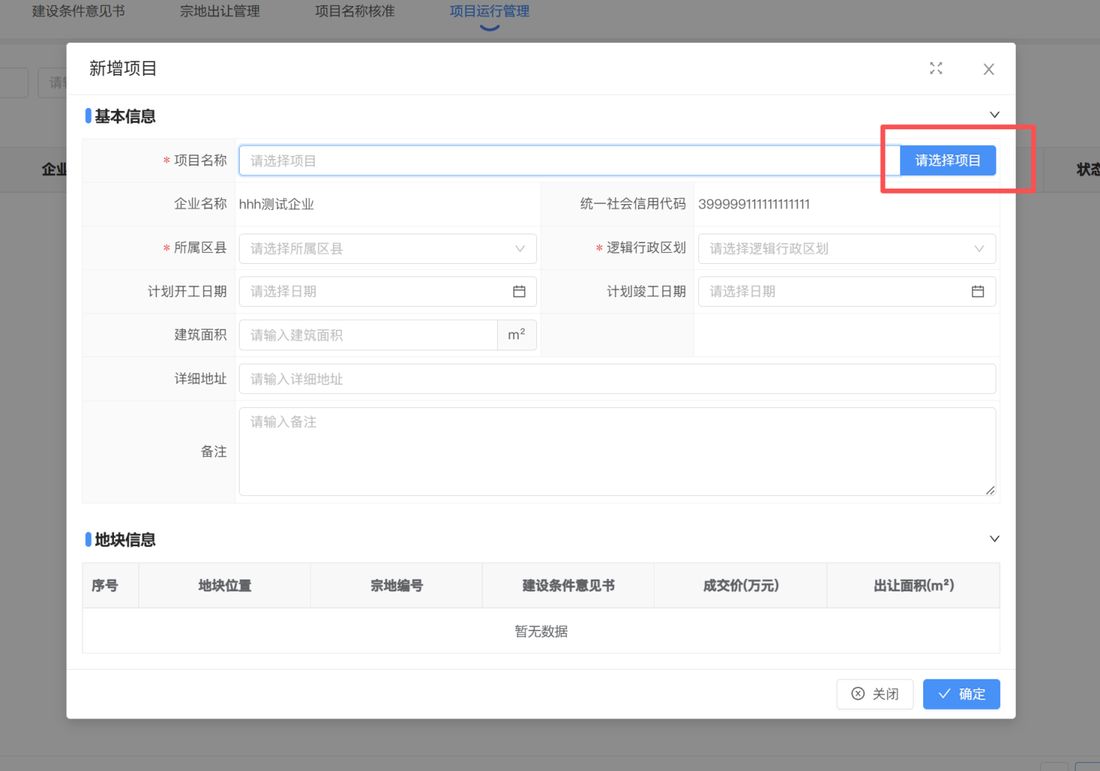 建设条件意见书 宗地出让管理 项目名称核准 项目运行管理
新增项目
基本信息
* 项目名称 请选择项目 请选择项目
企业名称 hhh测试企业 统一社会信用代码 399999111111111111
* 所属区县 请选择所属区县 * 逻辑行政区划 请选择逻辑行政区划
计划开工日期 请选择日期 计划竣工日期 请选择日期
建筑面积 请输入建筑面积 m²
详细地址 请输入详细地址
备注 请输入备注
地块信息
序号 地块位置 宗地编号 建设条件意见书 成交价(万元) 出让面积(m²)
暂无数据
关闭 确定
请
企业
状态